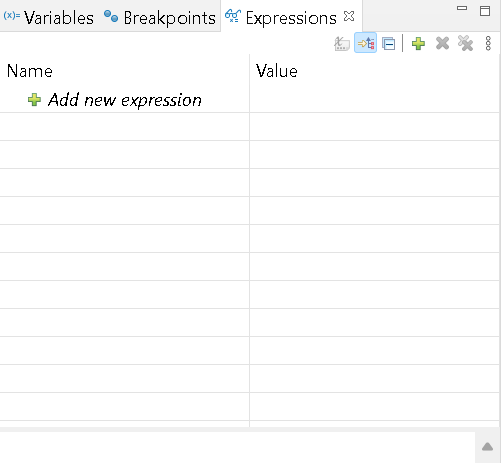 (x)= Variables Breakpoints Expressions
Name Value
Add new expression